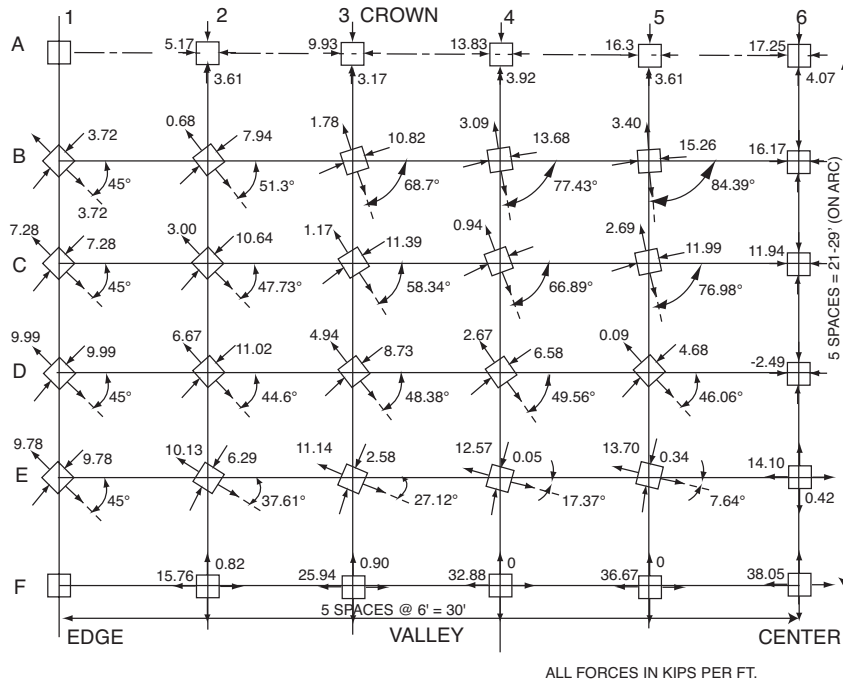 1 2 3 CROWN 4 5 6
A 5.17 9.93 13.83 16.3 17.25
3.61 3.17 3.92 3.61 4.07
3.72 0.68 7.94 1.78 10.82 3.09 13.68 3.40 15.26 16.17
B
45° 51.3° 68.7° 77.43° 84.39°
3.72
7.28 7.28 3.00 10.64 1.17 11.39 0.94 2.69 11.99 11.94
C
45° 47.73° 58.34° 66.89° 76.98°
9.99 9.99 6.67 11.02 4.94 8.73 2.67 6.58 0.09 4.68 -2.49
D
45° 44.6° 48.38° 49.56° 46.06°
9.78 9.78 10.13 6.29 11.14 2.58 12.57 0.05 13.70 0.34 14.10
E
45° 37.61° 27.12° 17.37° 7.64° 0.42
0.82 0.90 0 0
F 15.76 25.94 32.88 36.67 38.05
5 SPACES @ 6' = 30'
EDGE VALLEY CENTER
5 SPACES = 21-29' (ON ARC)
ALL FORCES IN KIPS PER FT.